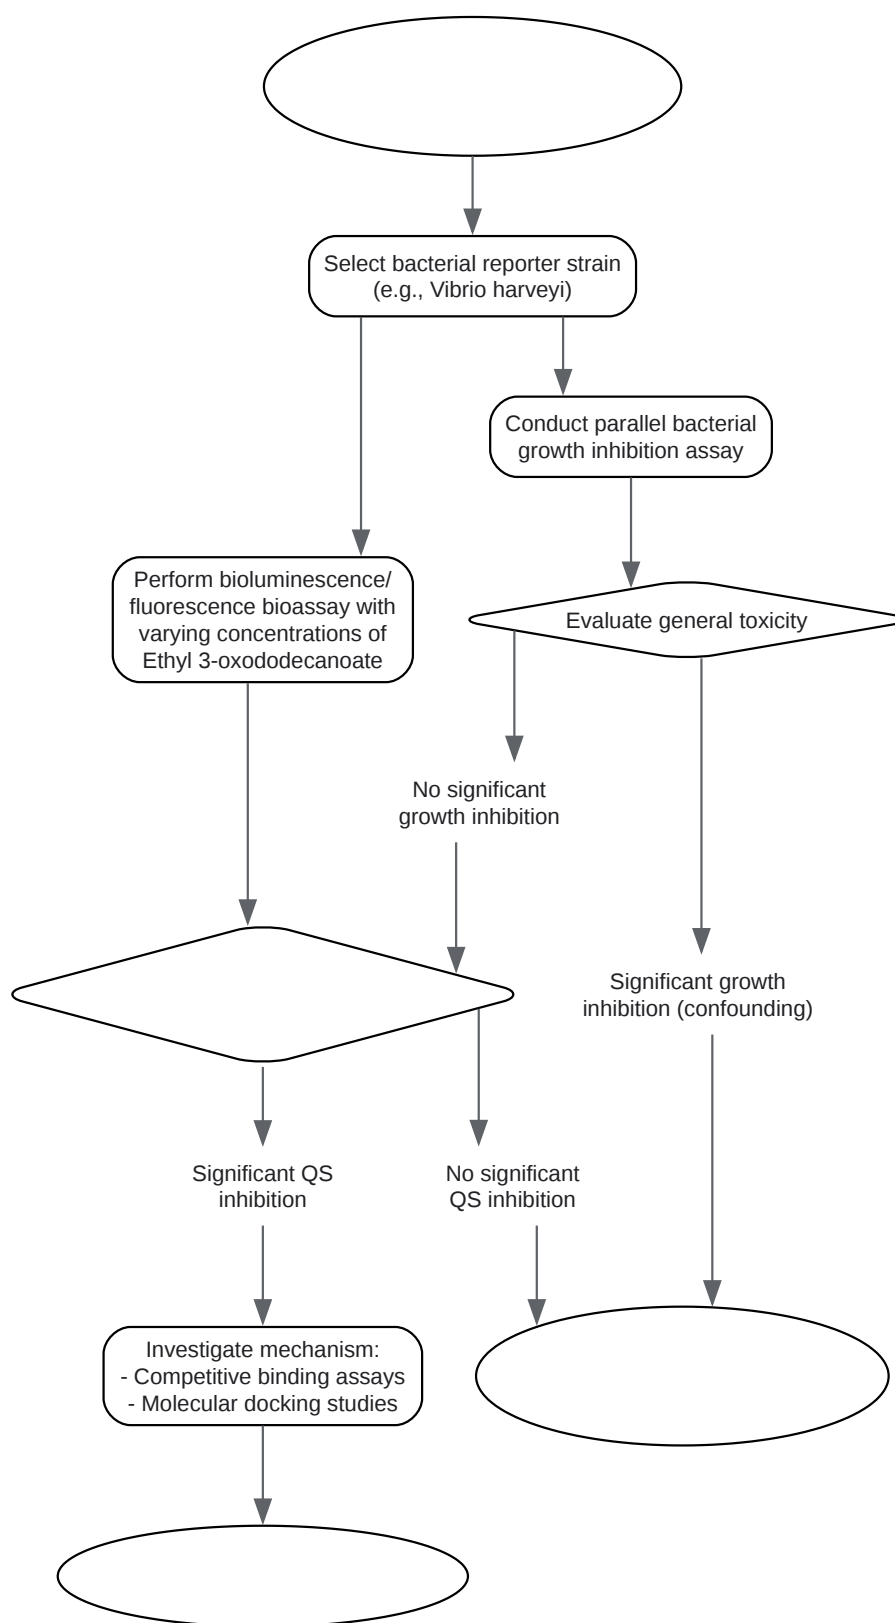 Select bacterial reporter strain
(e.g., Vibrio harveyi)
Conduct parallel bacterial
growth inhibition assay
Perform bioluminescence/
fluorescence bioassay with
varying concentrations of
Ethyl 3-oxododecanoate
Evaluate general toxicity
No significant
growth inhibition
Significant growth
inhibition (confounding)
Significant QS
inhibition
No significant
QS inhibition
Investigate mechanism:
- Competitive binding assays
- Molecular docking studies